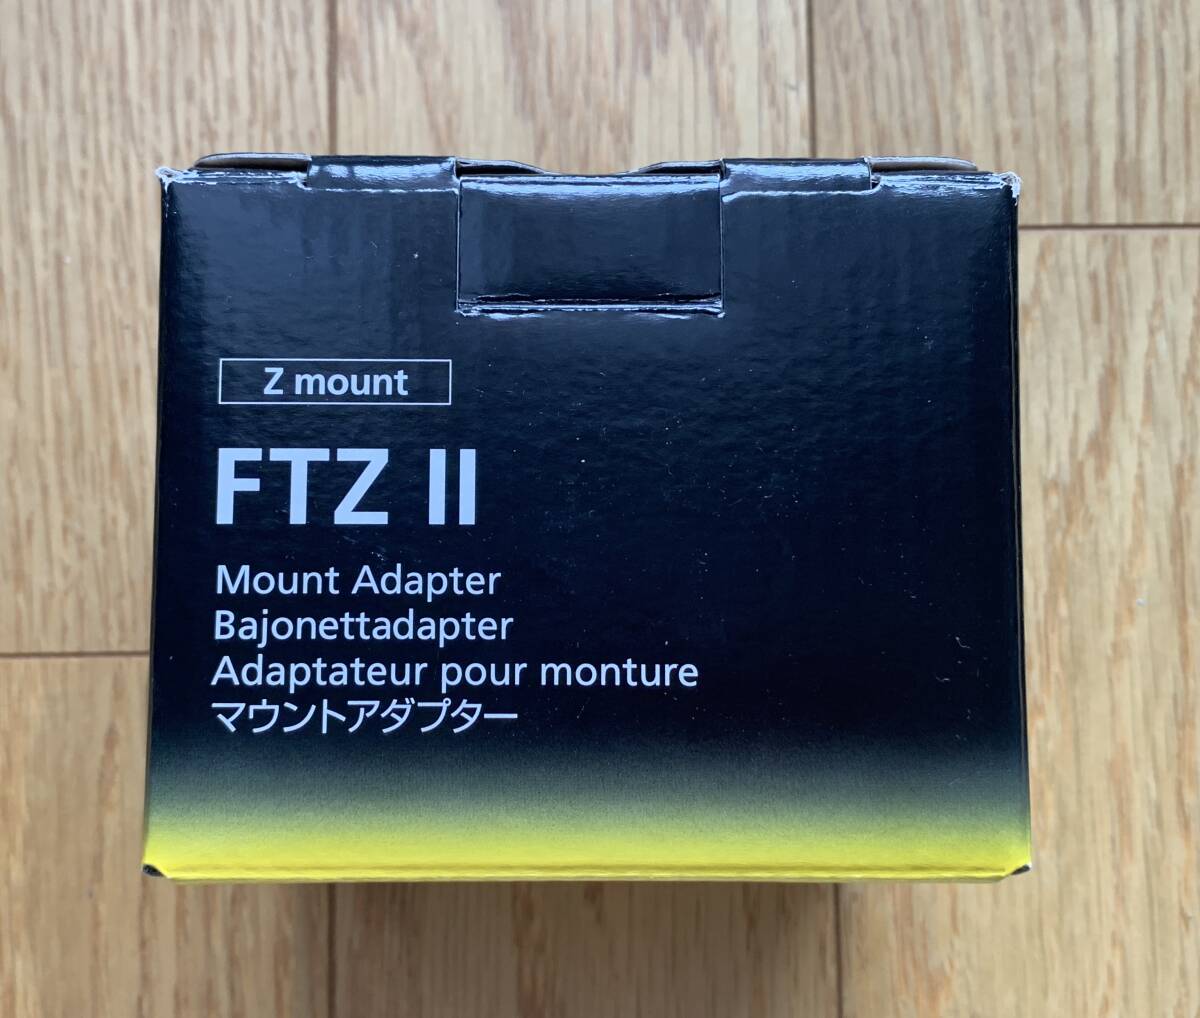 Z mount
FTZ II
Mount Adapter
Bajonettadapter
Adaptateur pour monture
マウントアダプター